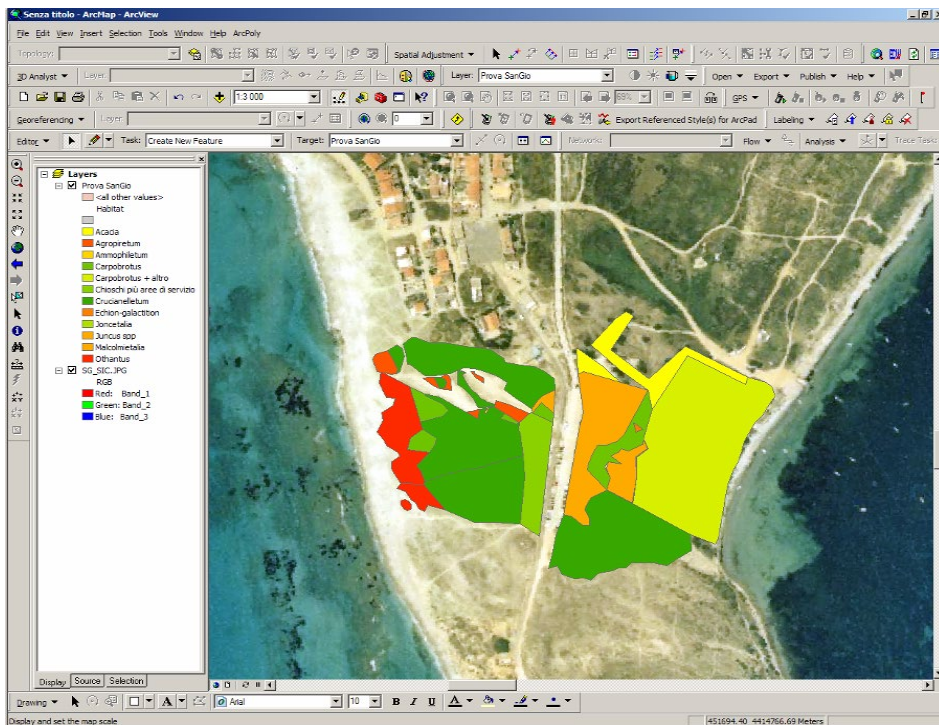 Senza titolo - ArcMap - ArcView
File Edit View Insert Selection Tools Window Help ArcPoly
Topology: Spatial Adjustment
3D Analyst Layer Layer: Prova SanGio Open Export Publish Help
1:3 000 GPS
Georeferencing Layer 0 Export Referenced Style(s) for ArcPad Labeling
Editor Task: Create New Feature Target: Prova SanGio Network: Flow Analysis Trace Task:
Layers
Prova SanGio
<all other values>
Habitat
Acacia
Agropiretum
Ammophiletum
Carpobrotus
Carpobrotus + altro
Chioschi più aree di servizio
Crucianelletum
Echion-galactition
Joncetalia
Juncus spp
Malcolmietalia
Othantus
SG_SIC.JPG
RGB
Red: Band_1
Green: Band_2
Blue: Band_3
Display Source Selection
Drawing A Arial 10 B I U A
Display and set the map scale 451694.40 4414766.69 Meters